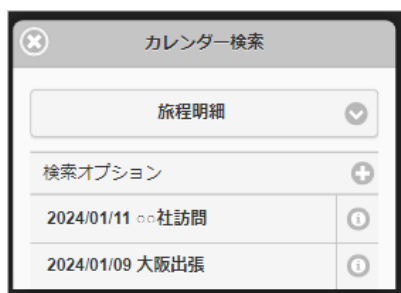 カレンダー検索
旅程明細
検索オプション
2024/01/11 ○○社訪問
2024/01/09 大阪出張